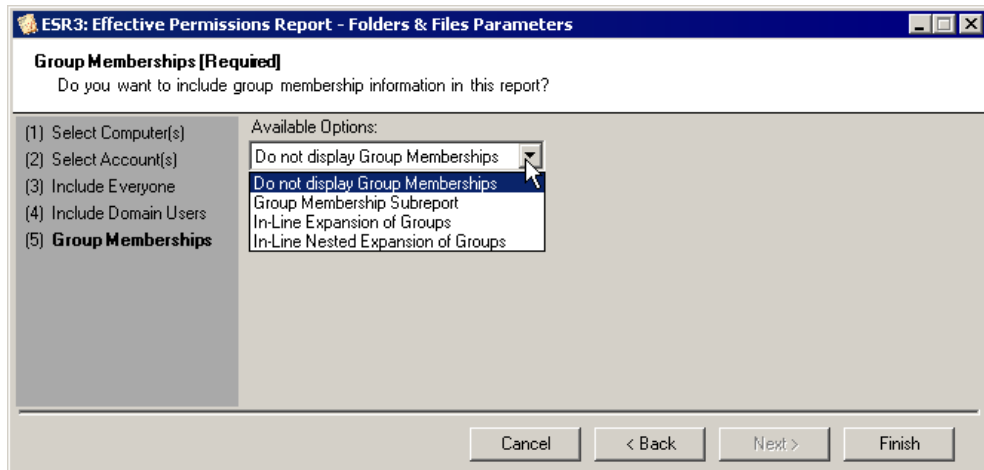 ESR3: Effective Permissions Report - Folders & Files Parameters
Group Memberships [Required]
Do you want to include group membership information in this report?
(1) Select Computer(s)
(2) Select Account(s)
(3) Include Everyone
(4) Include Domain Users
(5) Group Memberships
Available Options:
Do not display Group Memberships
Do not display Group Memberships
Group Membership Subreport
In-Line Expansion of Groups
In-Line Nested Expansion of Groups
Cancel
< Back
Next >
Finish